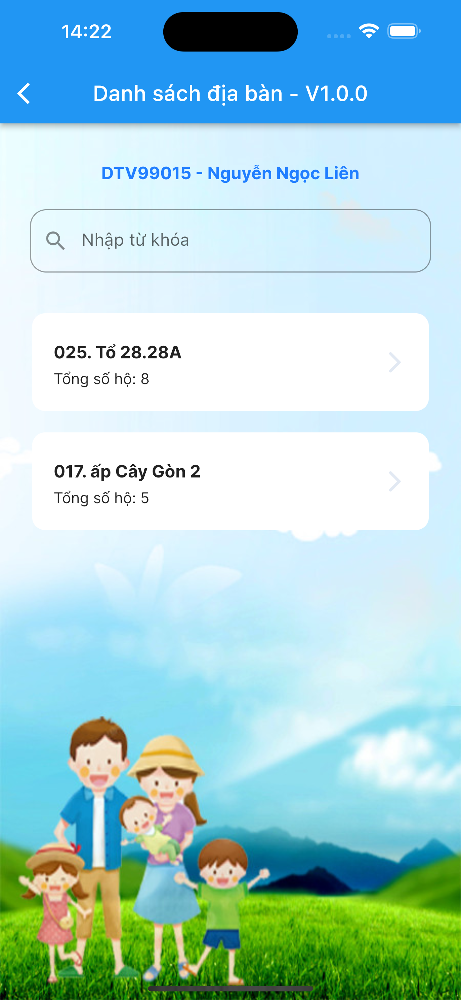 14:22
Danh sách địa bàn - V1.0.0
DTV99015 - Nguyễn Ngọc Liên
Nhập từ khóa
025. Tổ 28.28A
Tổng số hộ: 8
017. ấp Cây Gòn 2
Tổng số hộ: 5